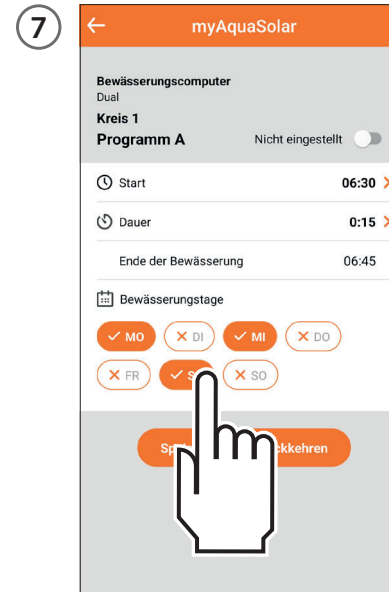 7
myAquaSolar
Bewässerungscomputer
Dual
Kreis 1
Programm A Nicht eingestellt
Start 06:30
Dauer 0:15
Ende der Bewässerung 06:45
Bewässerungstage
MO DI MI DO
FR SO